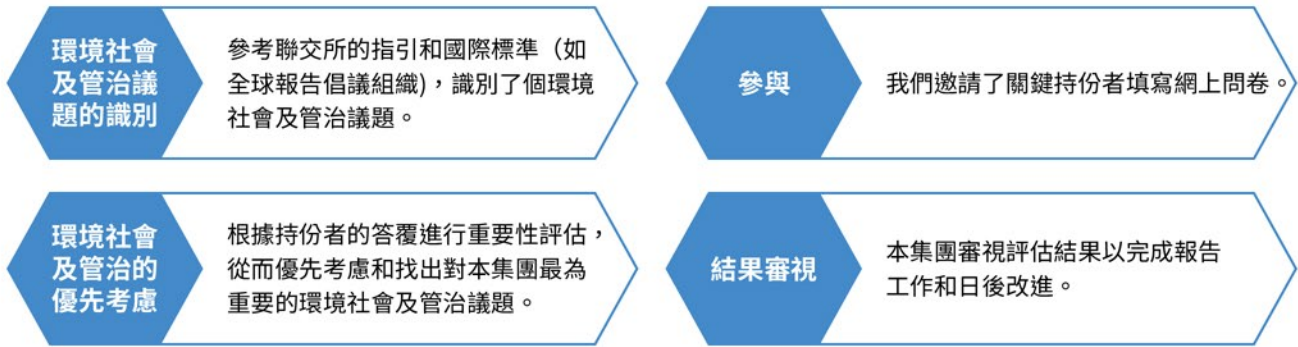 環境社會
及管治議
題的識別
參考聯交所的指引和國際標準（如
全球報告倡議組織)，識別了個環境
社會及管治議題。
參與
我們邀請了關鍵持份者填寫網上問卷。
環境社會
及管治的
優先考慮
根據持份者的答覆進行重要性評估，
從而優先考慮和找出對本集團最為
重要的環境社會及管治議題。
結果審視
本集團審視評估結果以完成報告
工作和日後改進。